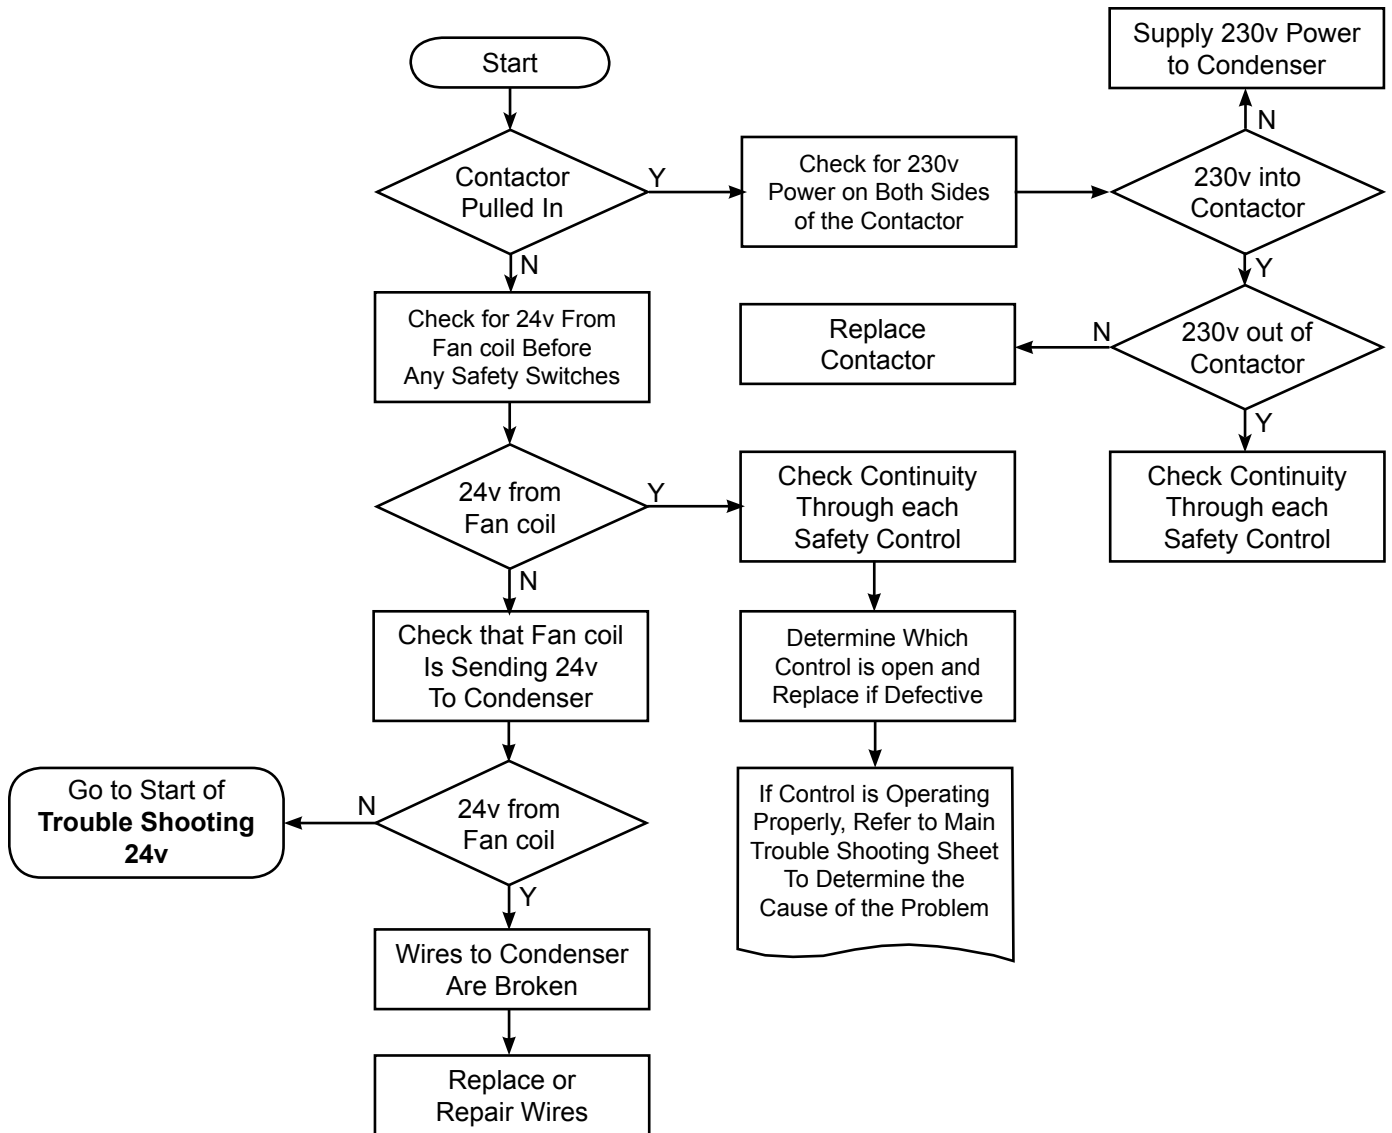 Start
Contactor
Pulled In
Y
N
Check for 230v
Power on Both Sides
of the Contactor
230v into
Contactor
N
Supply 230v Power
to Condenser
Y
230v out of
Contactor
N
Replace
Contactor
Y
Check Continuity
Through each
Safety Control
Check for 24v From
Fan coil Before
Any Safety Switches
24v from
Fan coil
Y
N
Check Continuity
Through each
Safety Control
Determine Which
Control is open and
Replace if Defective
If Control is Operating
Properly, Refer to Main
Trouble Shooting Sheet
To Determine the
Cause of the Problem
Check that Fan coil
Is Sending 24v
To Condenser
24v from
Fan coil
N
Go to Start of
Trouble Shooting
24v
Y
Wires to Condenser
Are Broken
Replace or
Repair Wires